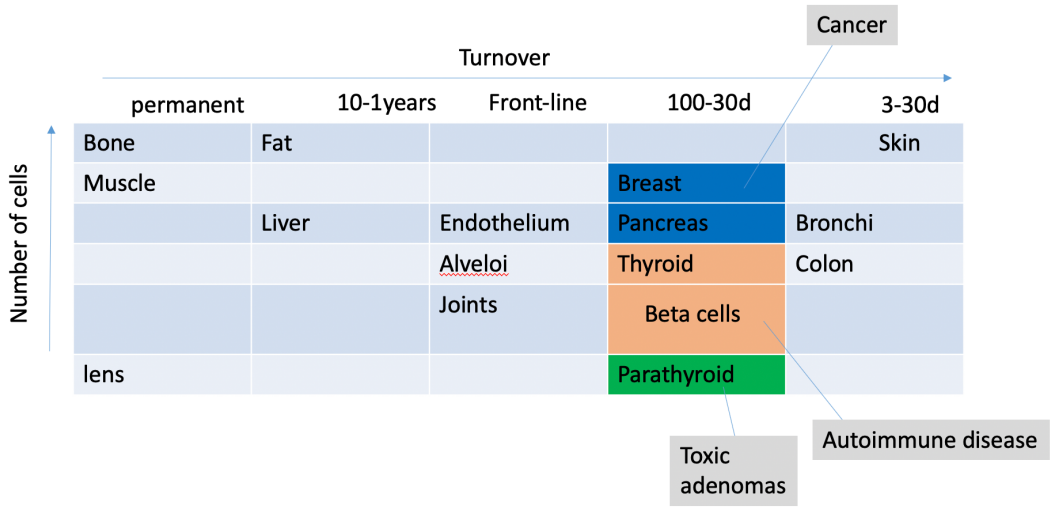 Cancer
Turnover
permanent 10-1years Front-line 100-30d 3-30d
Number of cells
Bone Fat Skin
Muscle Breast
Liver Endothelium Pancreas Bronchi
Alveloi Thyroid Colon
Joints Beta cells
lens Parathyroid
Autoimmune disease
Toxic
adenomas